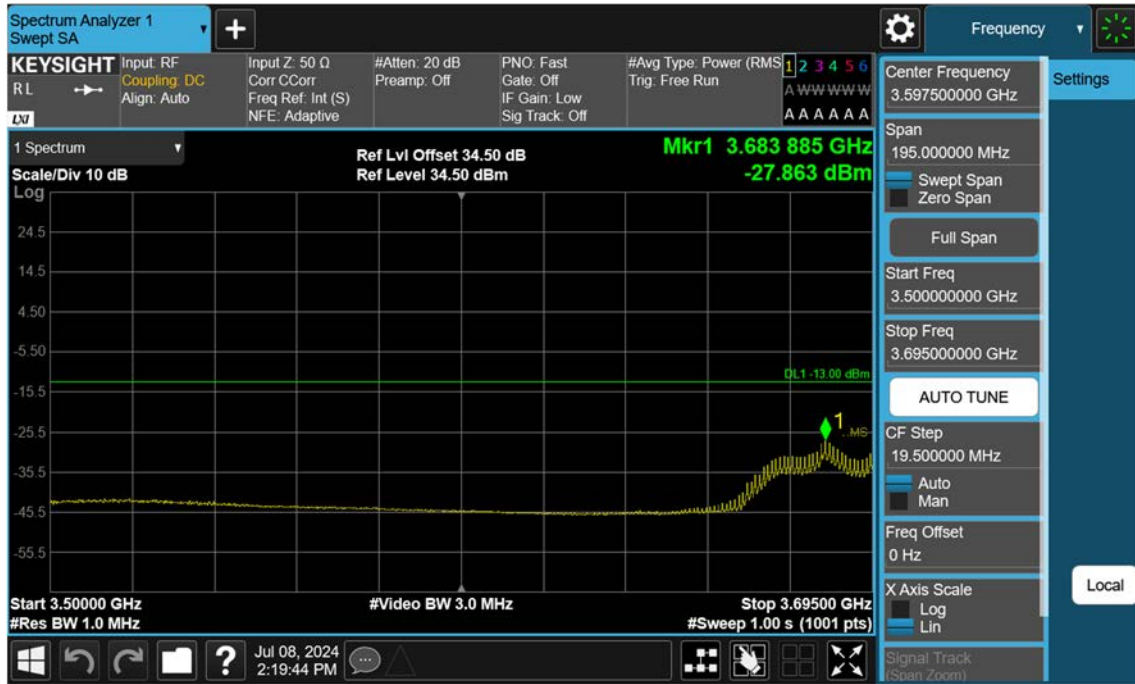 Spectrum Analyzer 1
Swept SA
+
Frequency
KEYSIGHT
R L
LXI
Input: RF
Coupling: DC
Align: Auto
Input Z: 50 Ω
Corr CCorr
Freq Ref: Int (S)
NFE: Adaptive
#Atten: 20 dB
Preamp: Off
PNO: Fast
Gate: Off
IF Gain: Low
Sig Track: Off
#Avg Type: Power (RMS
Trig: Free Run
1 2 3 4 5 6
A W W W W W
A A A A A A
1 Spectrum
Scale/Div 10 dB
Ref Lvl Offset 34.50 dB
Ref Level 34.50 dBm
Mkr1 3.683 885 GHz
-27.863 dBm
Log
24.5
14.5
4.50
-5.50
DL1 -13.00 dBm
-15.5
1
-25.5
-35.5
-45.5
-55.5
Start 3.50000 GHz
#Video BW 3.0 MHz
Stop 3.69500 GHz
#Res BW 1.0 MHz
#Sweep 1.00 s (1001 pts)
Center Frequency
3.597500000 GHz
Settings
Span
195.000000 MHz
Swept Span
Zero Span
Full Span
Start Freq
3.500000000 GHz
Stop Freq
3.695000000 GHz
AUTO TUNE
CF Step
19.500000 MHz
Auto
Man
Freq Offset
0 Hz
X Axis Scale
Log
Lin
Local
Signal Track
(Span Zoom)
?
Jul 08, 2024
2:19:44 PM